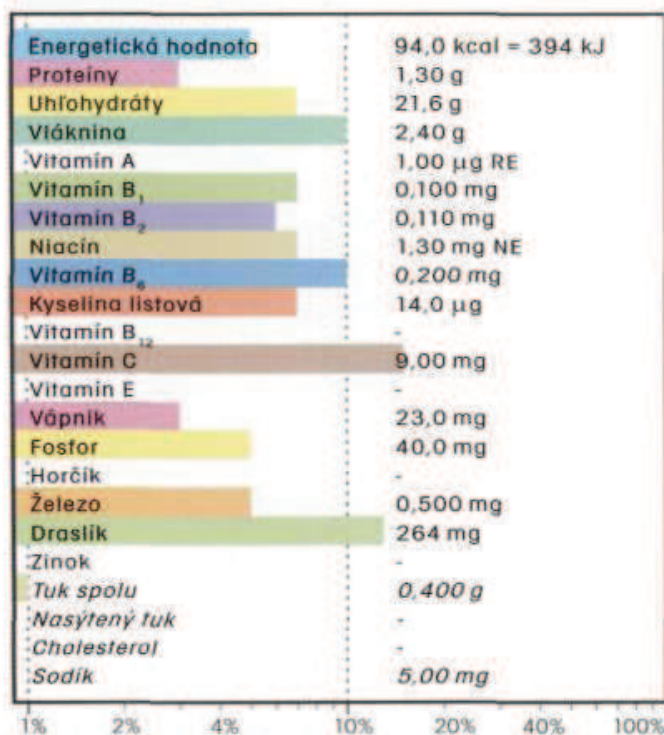 Energetická hodnota 94,0 kcal = 394 kJ
Proteíny 1,30 g
Uhľohydráty 21,6 g
Vláknina 2,40 g
Vitamín A 1,00 µg RE
Vitamín B₁ 0,100 mg
Vitamín B₂ 0,110 mg
Niacín 1,30 mg NE
Vitamín B₆ 0,200 mg
Kyselina listová 14,0 µg
Vitamín B₁₂ -
Vitamín C 9,00 mg
Vitamín E -
Vápnik 23,0 mg
Fosfor 40,0 mg
Horčík -
Železo 0,500 mg
Draslík 264 mg
Zinok -
Tuk spolu 0,400 g
Nasýtený tuk -
Cholesterol -
Sodík 5,00 mg
1% 2% 4% 10% 20% 40% 100%